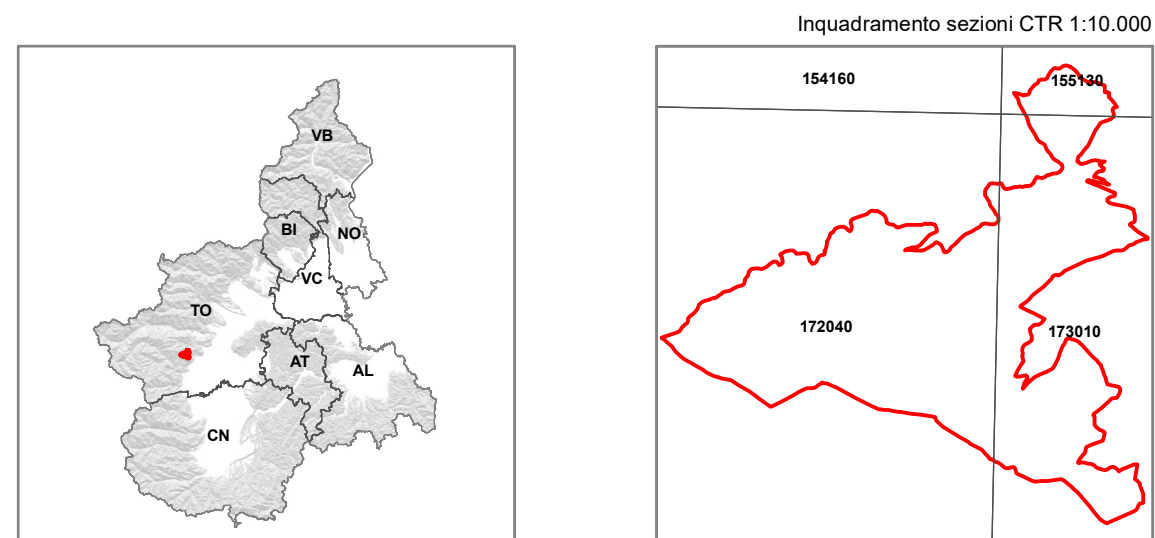 Inquadramento sezioni CTR 1:10.000
VB
BI
NO
VC
TO
AT
AL
CN
154160
155130
172040
173010